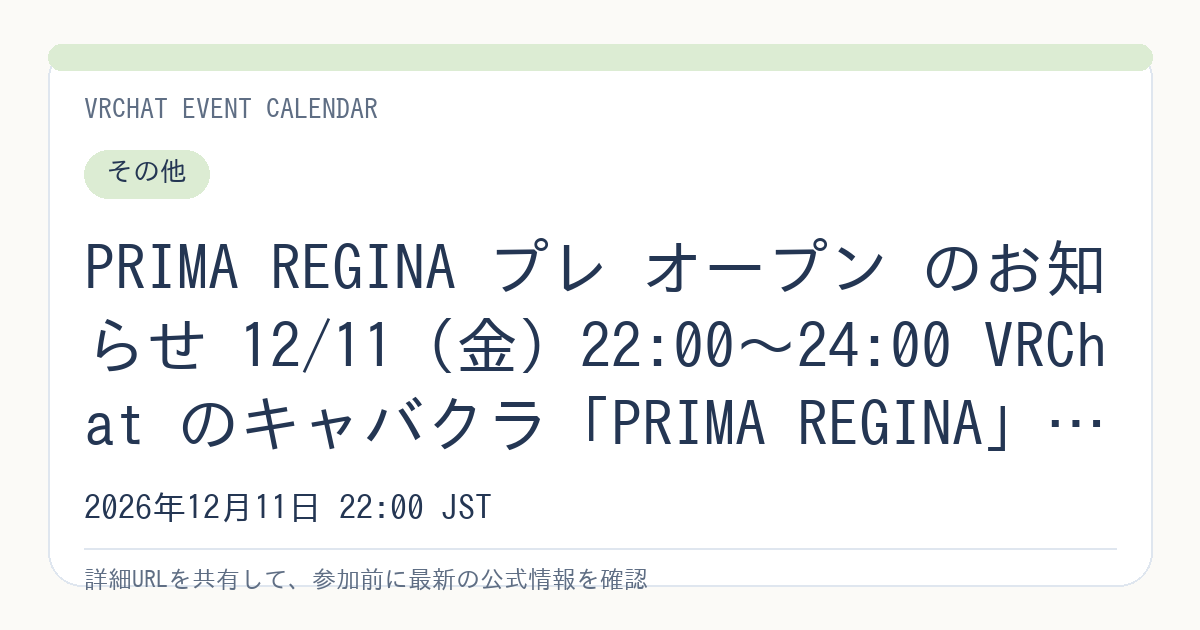 VRCHAT EVENT CALENDAR
その他
PRIMA REGINA プレ オープン のお知
らせ 12/11（金）22:00〜24:00 VRCh
at のキャバクラ「PRIMA REGINA」…
2026年12月11日 22:00 JST
詳細URLを共有して、参加前に最新の公式情報を確認